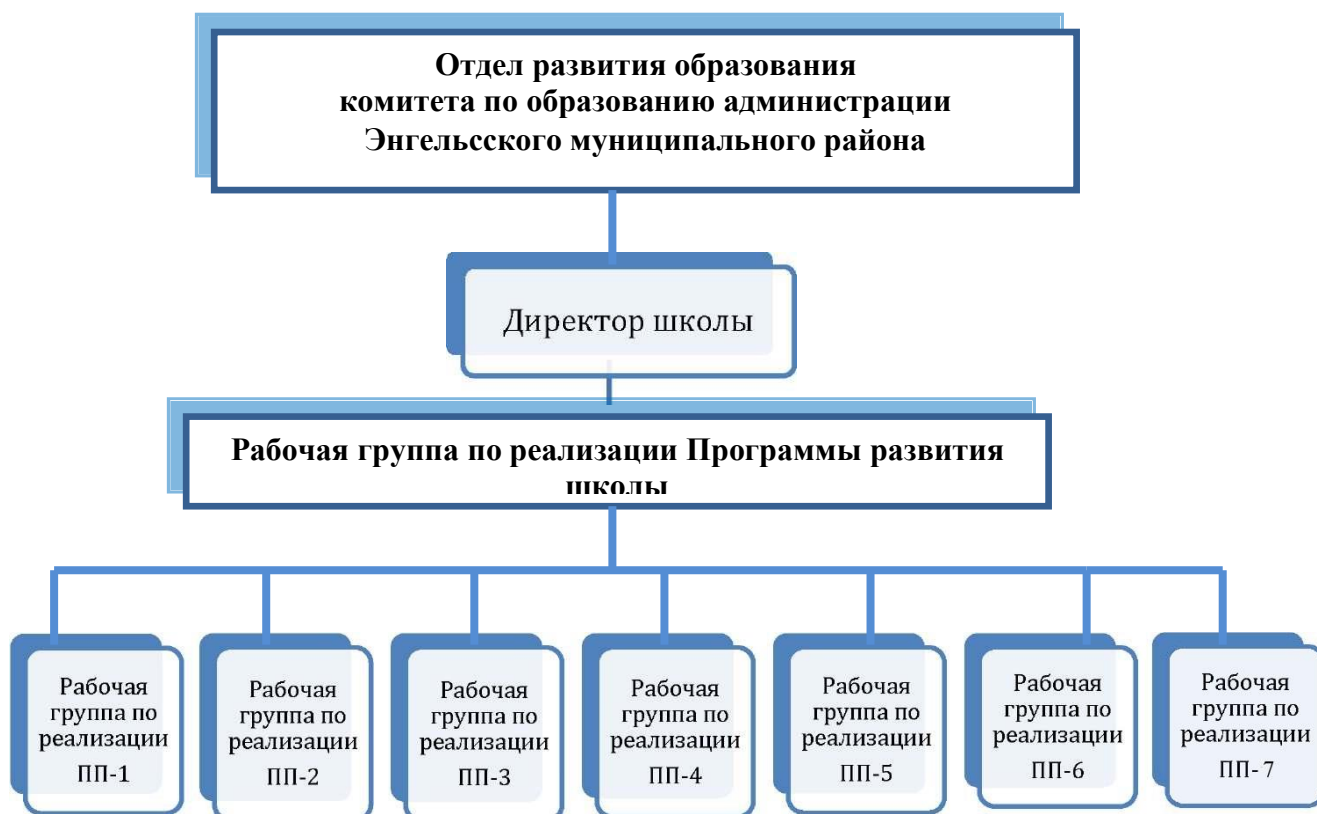 Отдел развития образования
комитета по образованию администрации
Энгельсского муниципального района
Директор школы
Рабочая группа по реализации Программы развития
школы
Рабочая
группа по
реализации
ПП-1
Рабочая
группа по
реализации
ПП-2
Рабочая
группа по
реализации
ПП-3
Рабочая
группа по
реализации
ПП-4
Рабочая
группа по
реализации
ПП-5
Рабочая
группа по
реализации
ПП-6
Рабочая
группа по
реализации
ПП- 7